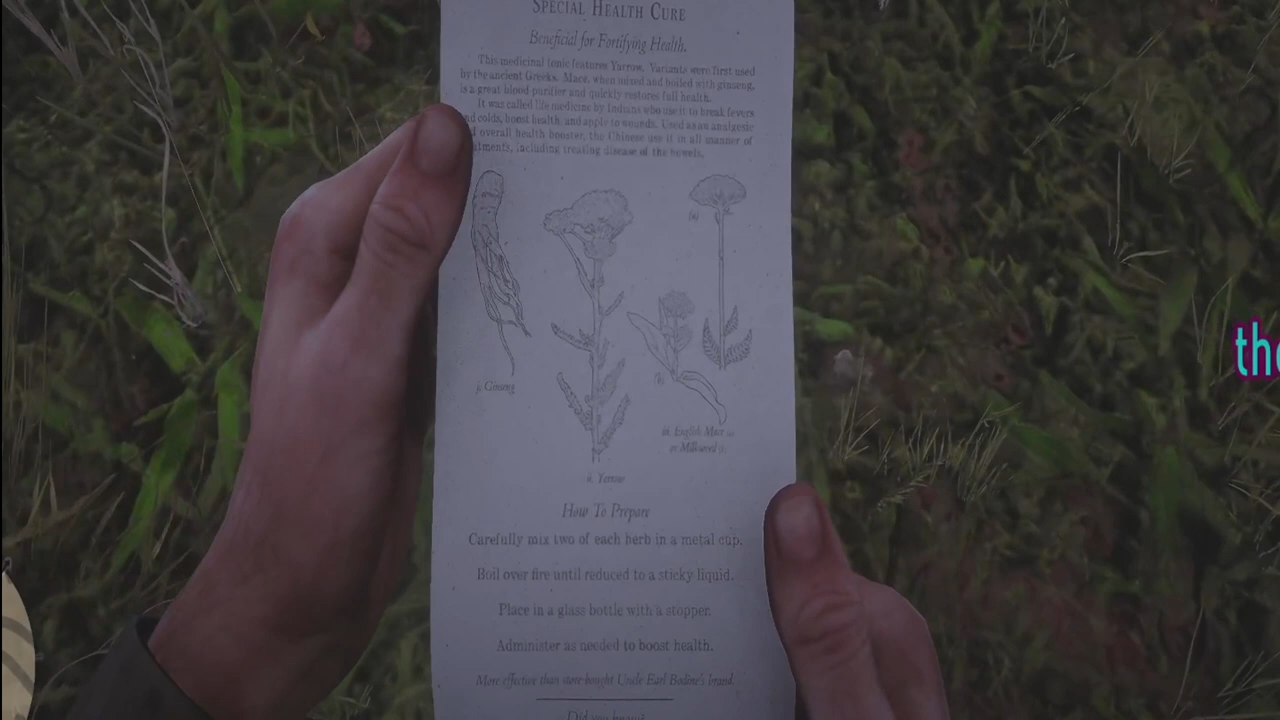 SPECIAL HEALTH CURE
Beneficial for Fortifying Health.
This medicinal tonic features Yarrow. Variants were first used
by the ancient Greeks. Mace, when mixed and boiled with ginseng,
is a great blood purifier and quickly restores full health.
It was called life medicine by Indians who use it to break fevers
nd colds, boost health, and apply to wounds. Used as an analgesic
overall health booster, the Chinese use it in all manner of
atments, including treating disease of the bowels.
(a)
the
i. Ginseng
(b)
iii. English Mace (a)
or Milkweed (b)
ii. Yarrow
How To Prepare
Carefully mix two of each herb in a metal cup.
Boil over fire until reduced to a sticky liquid.
Place in a glass bottle with a stopper.
Administer as needed to boost health.
More effective than store-bought Uncle Earl Bodine's brand.